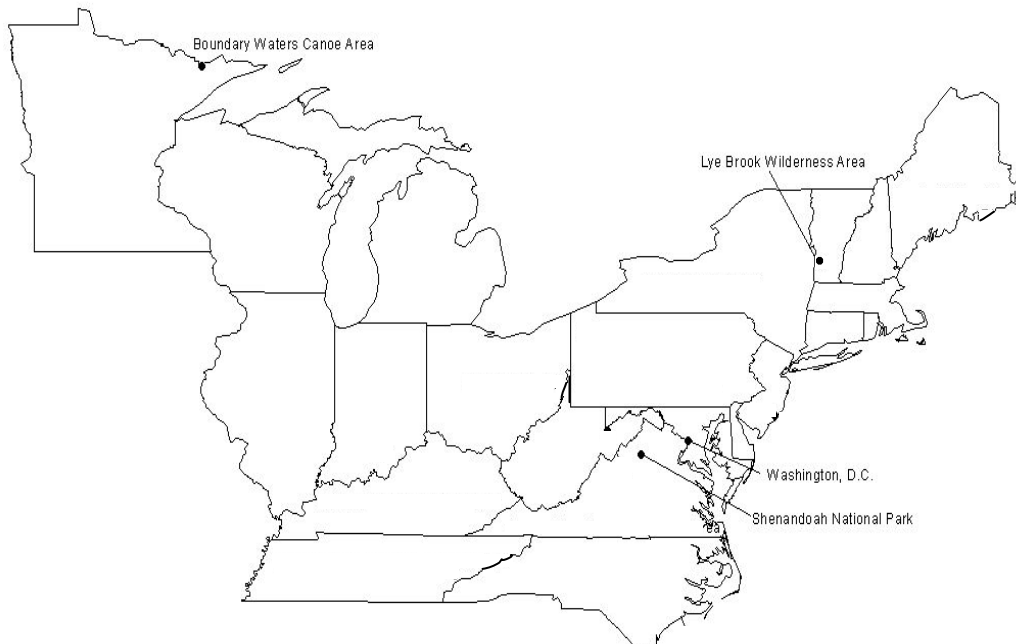 Boundary Waters Canoe Area
Lye Brook Wilderness Area
Washington, D.C.
Shenandoah National Park